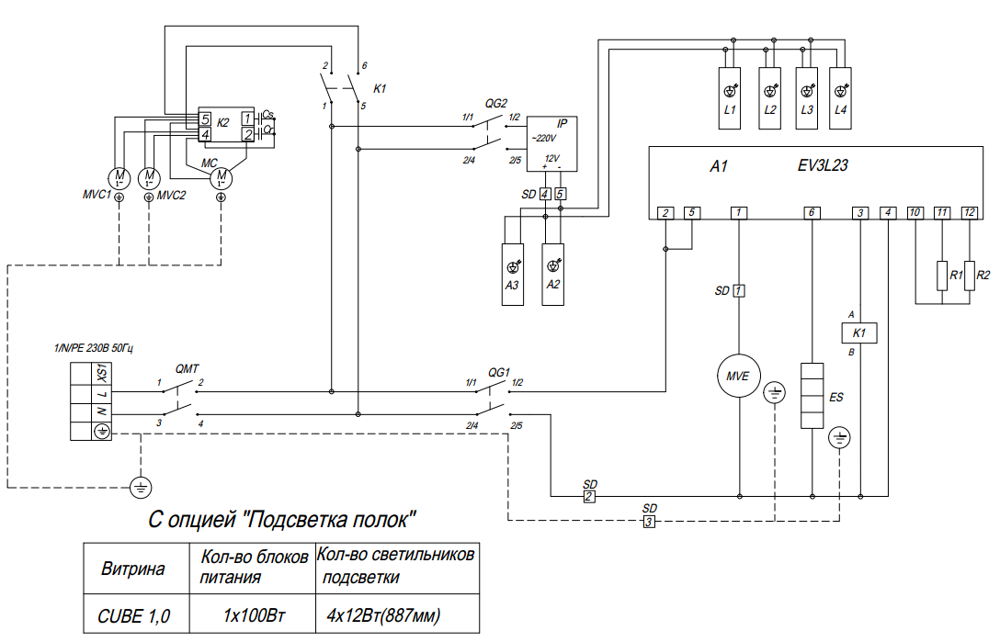 2
6
K1
1
5
QG2
1/1
1/2
2/4
2/5
IP
~220V
12V
+ -
SD 4 5
L1
L2
L3
L4
5
4
K2
1
2
Cs
Cr
MC
M
1~
M
1~
M
1~
MVC1
MVC2
A3
A2
A1
EV3L23
2
5
1
6
3
4
10
11
12
R1
R2
SD 1
A
K1
B
MVE
ES
1/N/PE 230В 50Гц
XS1
L
N
QMT
1
2
3
4
QG1
1/1
1/2
2/4
2/5
SD
2
SD
3
С опцией "Подсветка полок"
Витрина
Кол-во блоков
питания
Кол-во светильников
подсветки
CUBE 1,0
1х100Вт
4х12Вт(887мм)